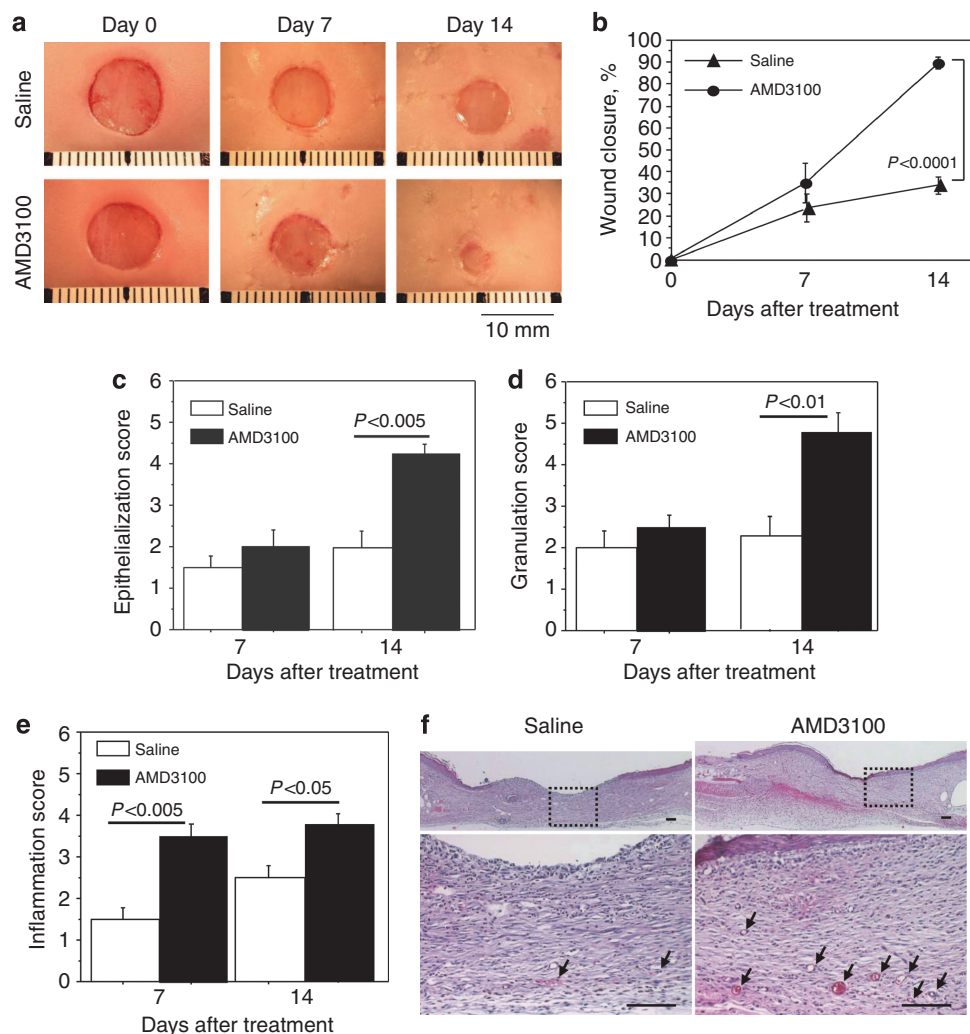 a
Day 0
Day 7
Day 14
Saline
AMD3100
10 mm
b
100
90
80
70
60
50
40
30
20
10
0
Wound closure, %
Saline
AMD3100
P<0.0001
0
7
14
Days after treatment
c
6
5
4
3
2
1
0
Epithelialization score
Saline
AMD3100
P<0.005
7
14
Days after treatment
d
6
5
4
3
2
1
0
Granulation score
Saline
AMD3100
P<0.01
7
14
Days after treatment
e
6
5
4
3
2
1
0
Inflammation score
Saline
AMD3100
P<0.005
P<0.05
7
14
Days after treatment
f
Saline
AMD3100